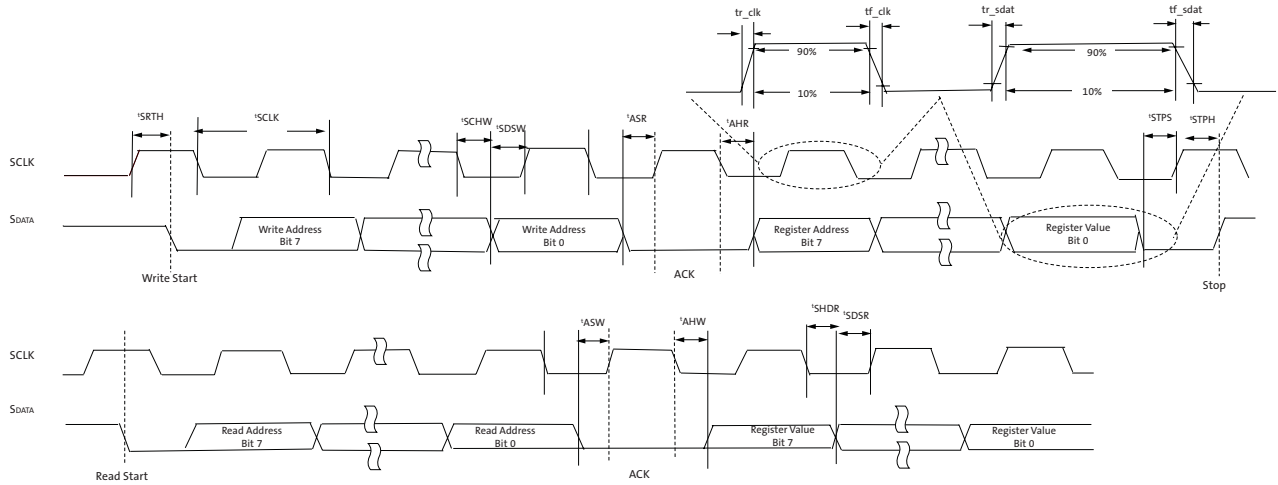 tr_clk tf_clk tr_sdat tf_sdat
90% 90%
10% 10%
tSRTH tSCLK tSCHW tSDSW tASR tAHR tSTPS tSTPH
SCLK
SDATA
Write Address
Bit 7
Write Address
Bit 0
Register Address
Bit 7
Register Value
Bit 0
Write Start ACK Stop
tASW tAHW tSHDR tSDSR
SCLK
SDATA
Read Address
Bit 7
Read Address
Bit 0
Register Value
Bit 7
Register Value
Bit 0
Read Start ACK